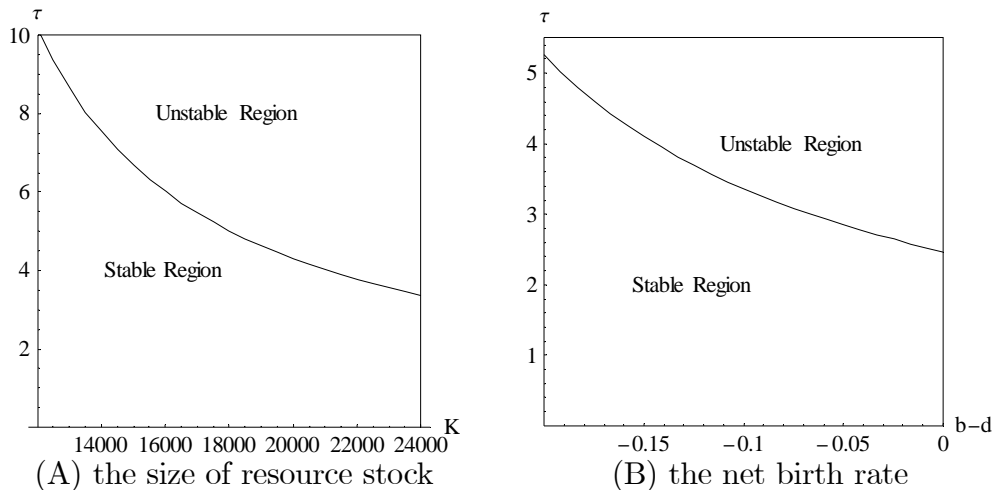 τ
10
8
6
4
2
Unstable Region
Stable Region
14000 16000 18000 20000 22000 24000
K
(A) the size of resource stock
τ
5
4
3
2
1
Unstable Region
Stable Region
−0.15 −0.1 −0.05 0
b−d
(B) the net birth rate